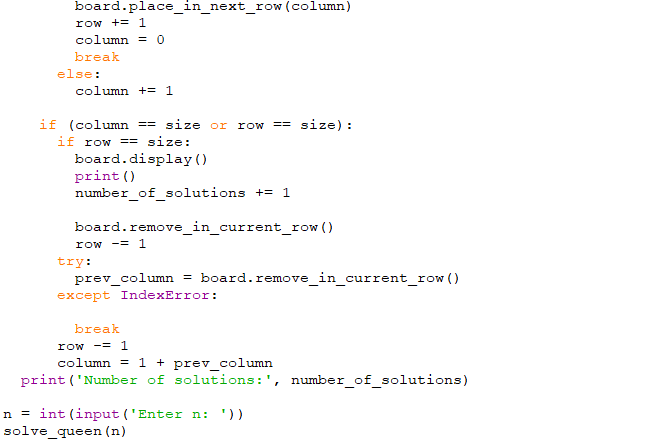 board.place_in_next_row(column)
row += 1
column = 0
break
else:
column += 1
if (column == size or row == size):
if row == size:
board.display()
print()
number_of_solutions += 1
board.remove_in_current_row()
row -= 1
try:
prev_column = board.remove_in_current_row()
except IndexError:
break
row -= 1
column = 1 + prev_column
print('Number of solutions:', number_of_solutions)
n = int(input('Enter n: '))
solve_queen(n)